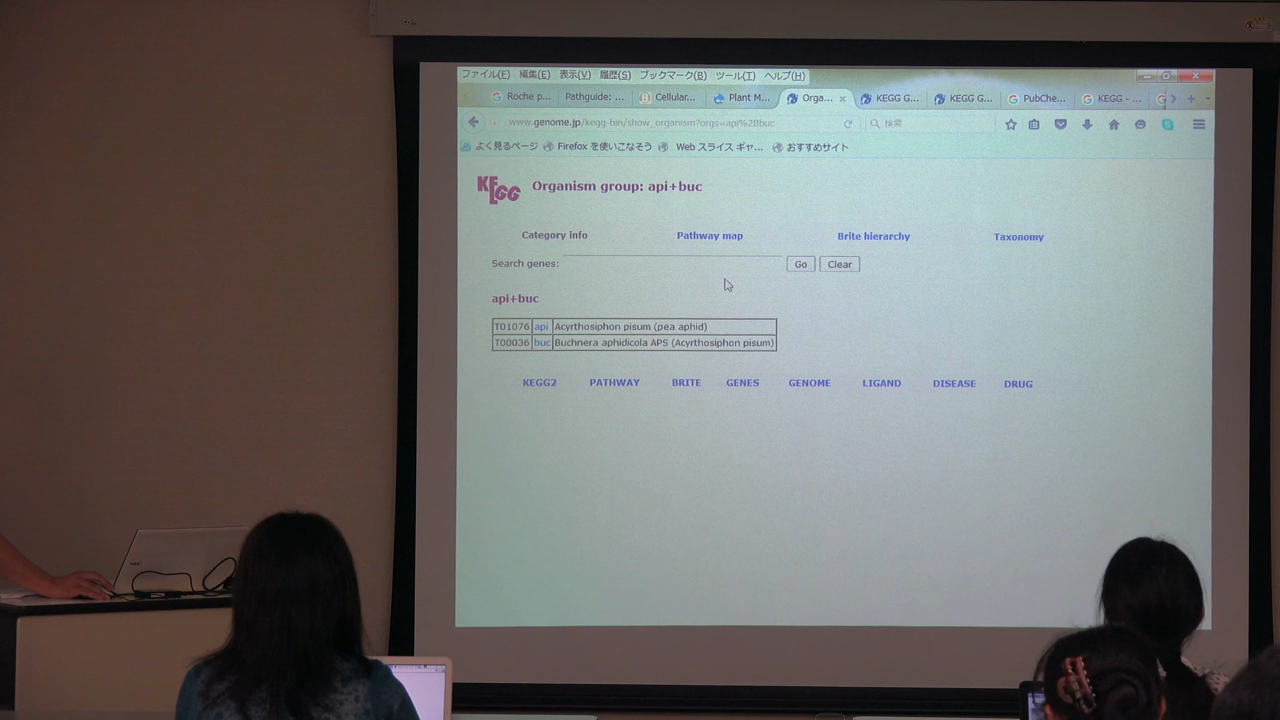 ファイル(F) 編集(E) 表示(V) 履歴(S) ブックマーク(B) ツール(T) ヘルプ(H)
Roche p... Pathguide: ... Cellular... Plant M... Orga... KEGG G... KEGG G... PubChe... KEGG - ...
www.genome.jp/kegg-bin/show_organism?orgs=api%2Bbuc 検索
よく見るページ Firefox を使いこなそう Web スライス ギャ... おすすめサイト
KEGG Organism group: api+buc
Category info Pathway map Brite hierarchy Taxonomy
Search genes: Go Clear
api+buc
T01076 api Acyrthosiphon pisum (pea aphid)
T00036 buc Buchnera aphidicola APS (Acyrthosiphon pisum)
KEGG2 PATHWAY BRITE GENES GENOME LIGAND DISEASE DRUG